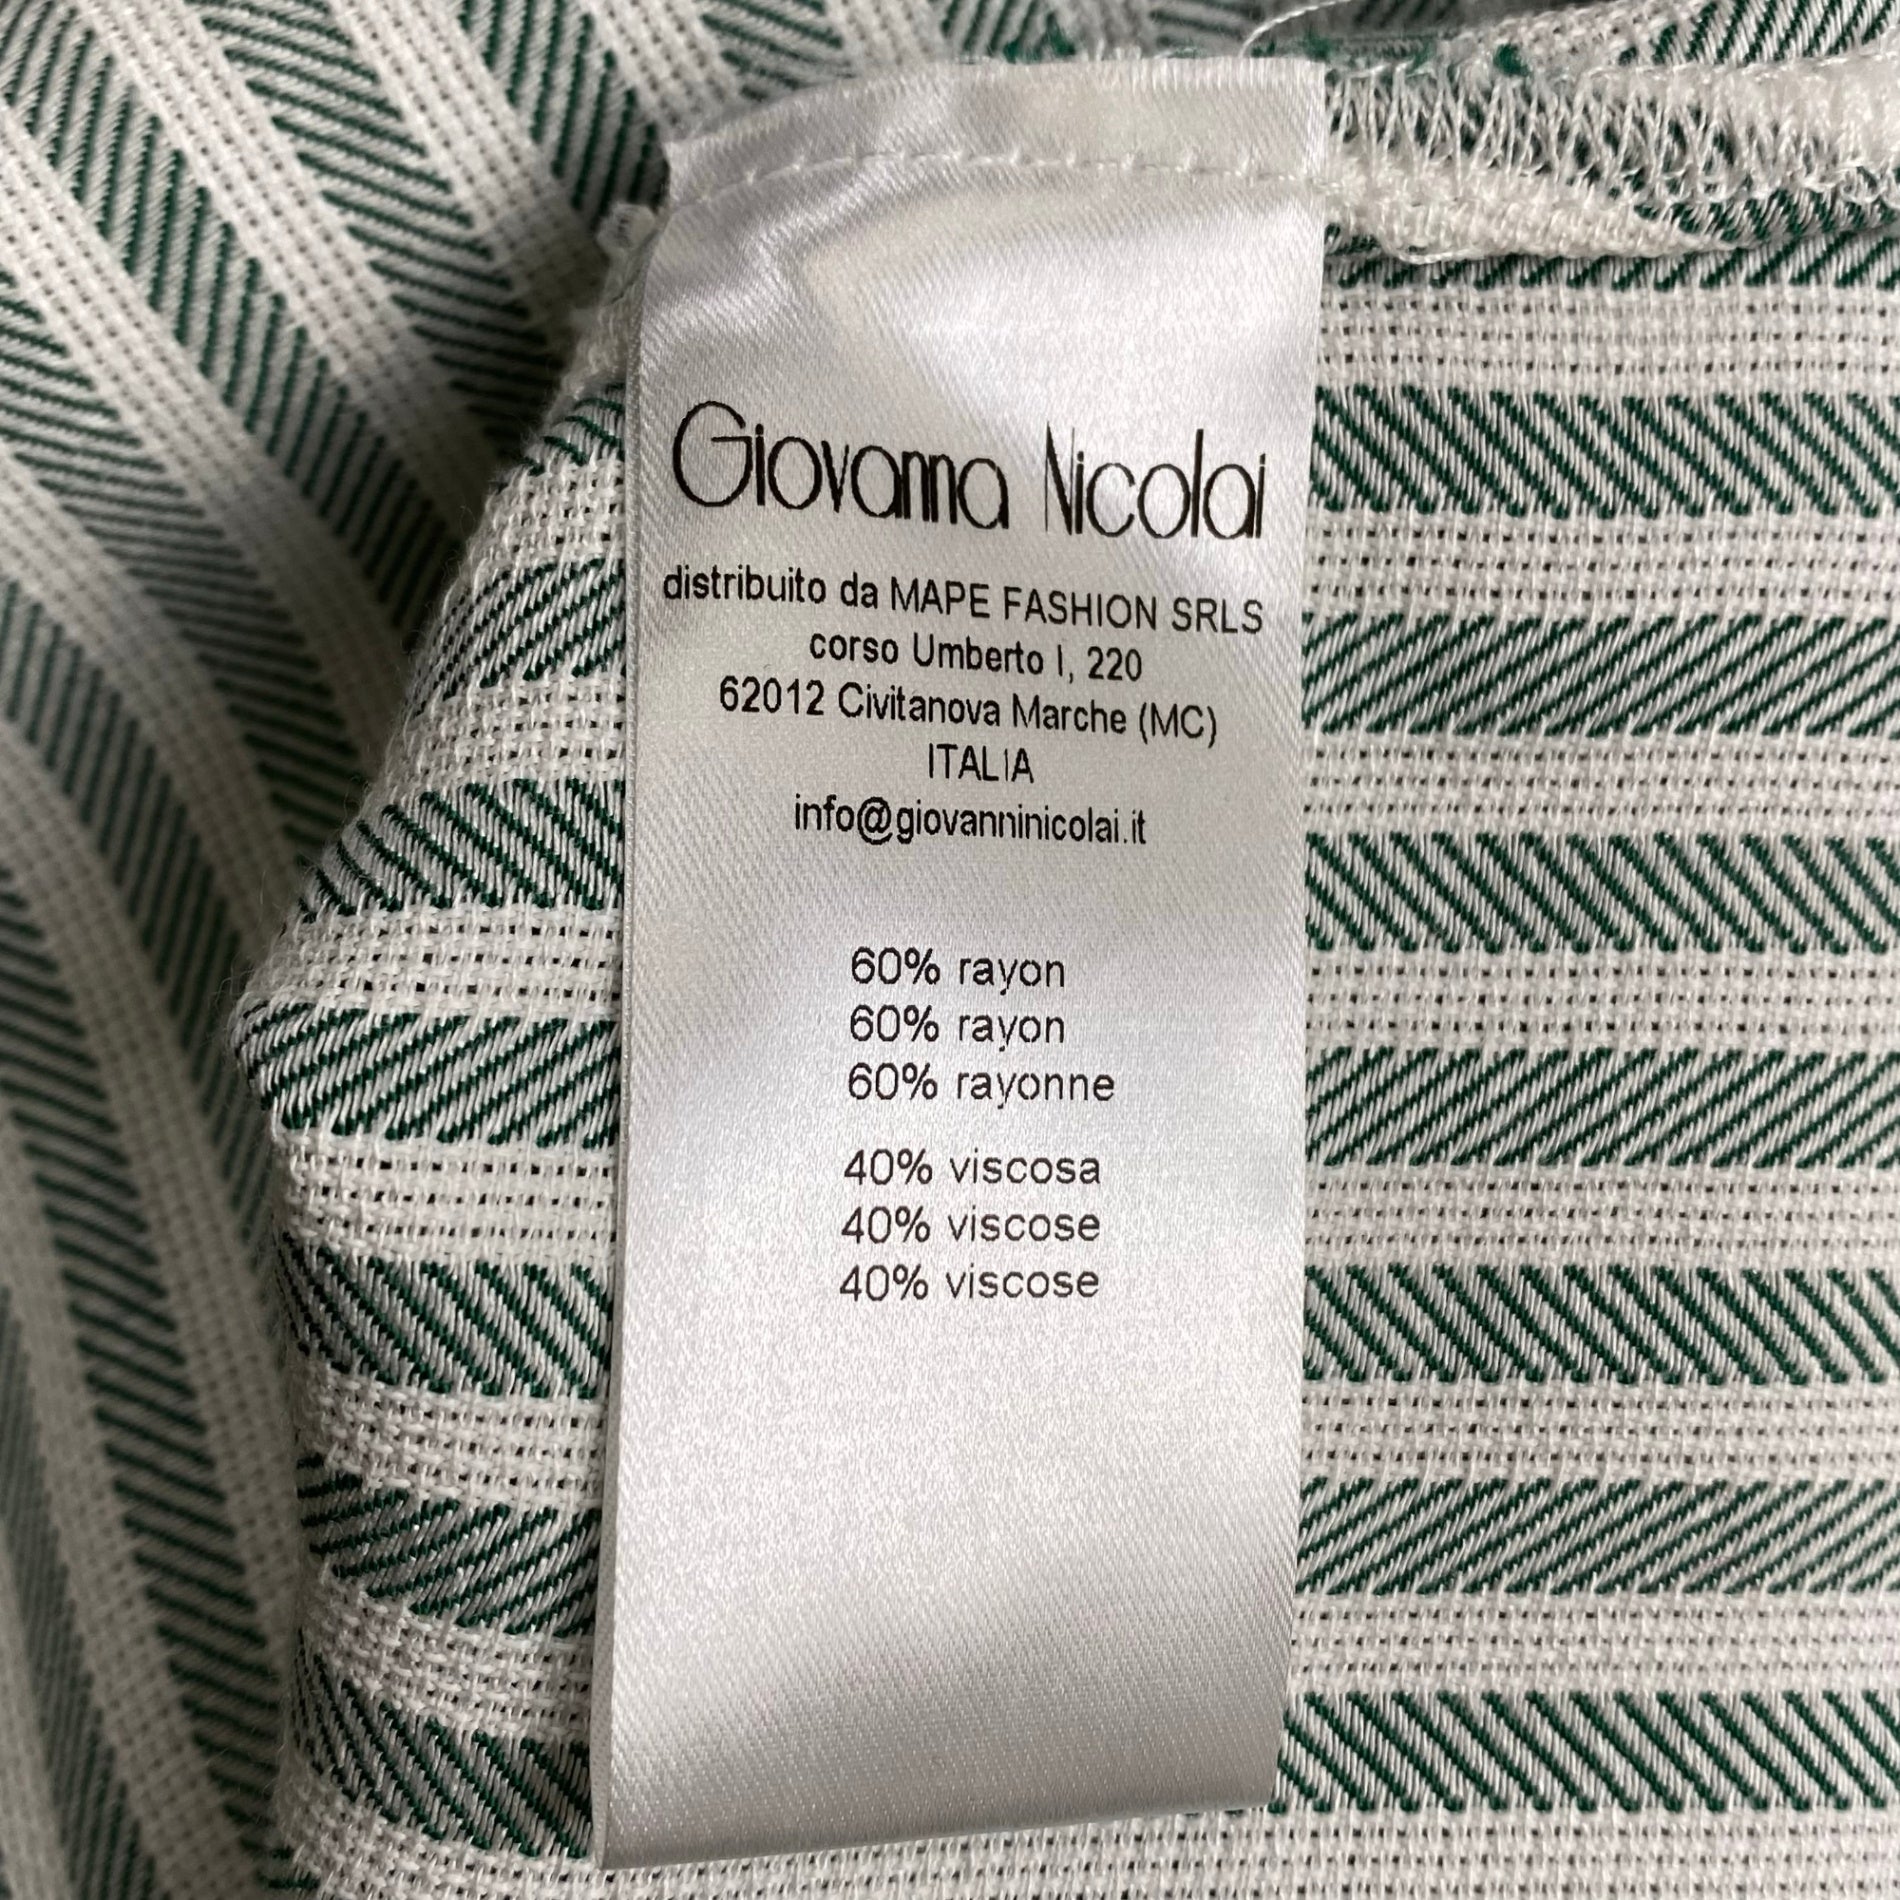 Giovanna Nicolai
distribuito da MAPE FASHION SRLS
corso Umberto I, 220
62012 Civitanova Marche (MC)
ITALIA
info@giovanninicolai.it
60% rayon
60% rayon
60% rayonne
40% viscosa
40% viscose
40% viscose